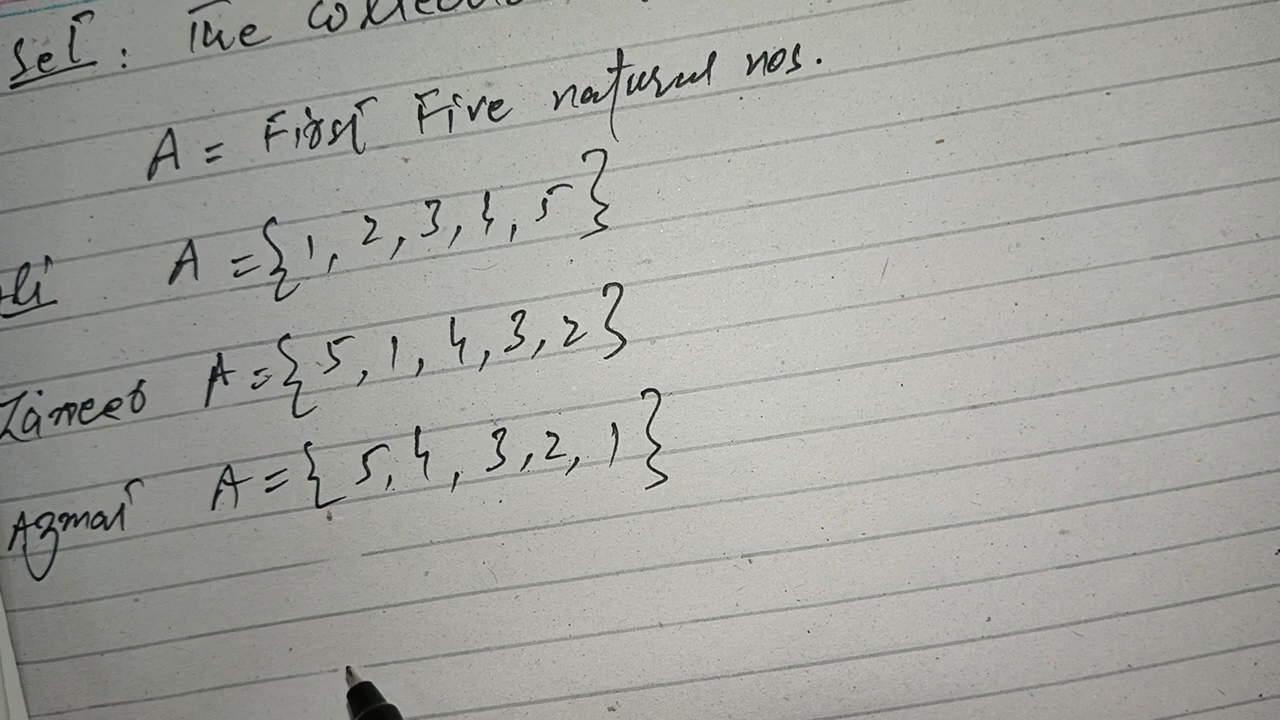 Set : The
A = First Five natural nos.
A = {1, 2, 3, 4, 5}
Zaineb A = {5, 1, 4, 3, 2}
Azmat A = {5, 4, 3, 2, 1}